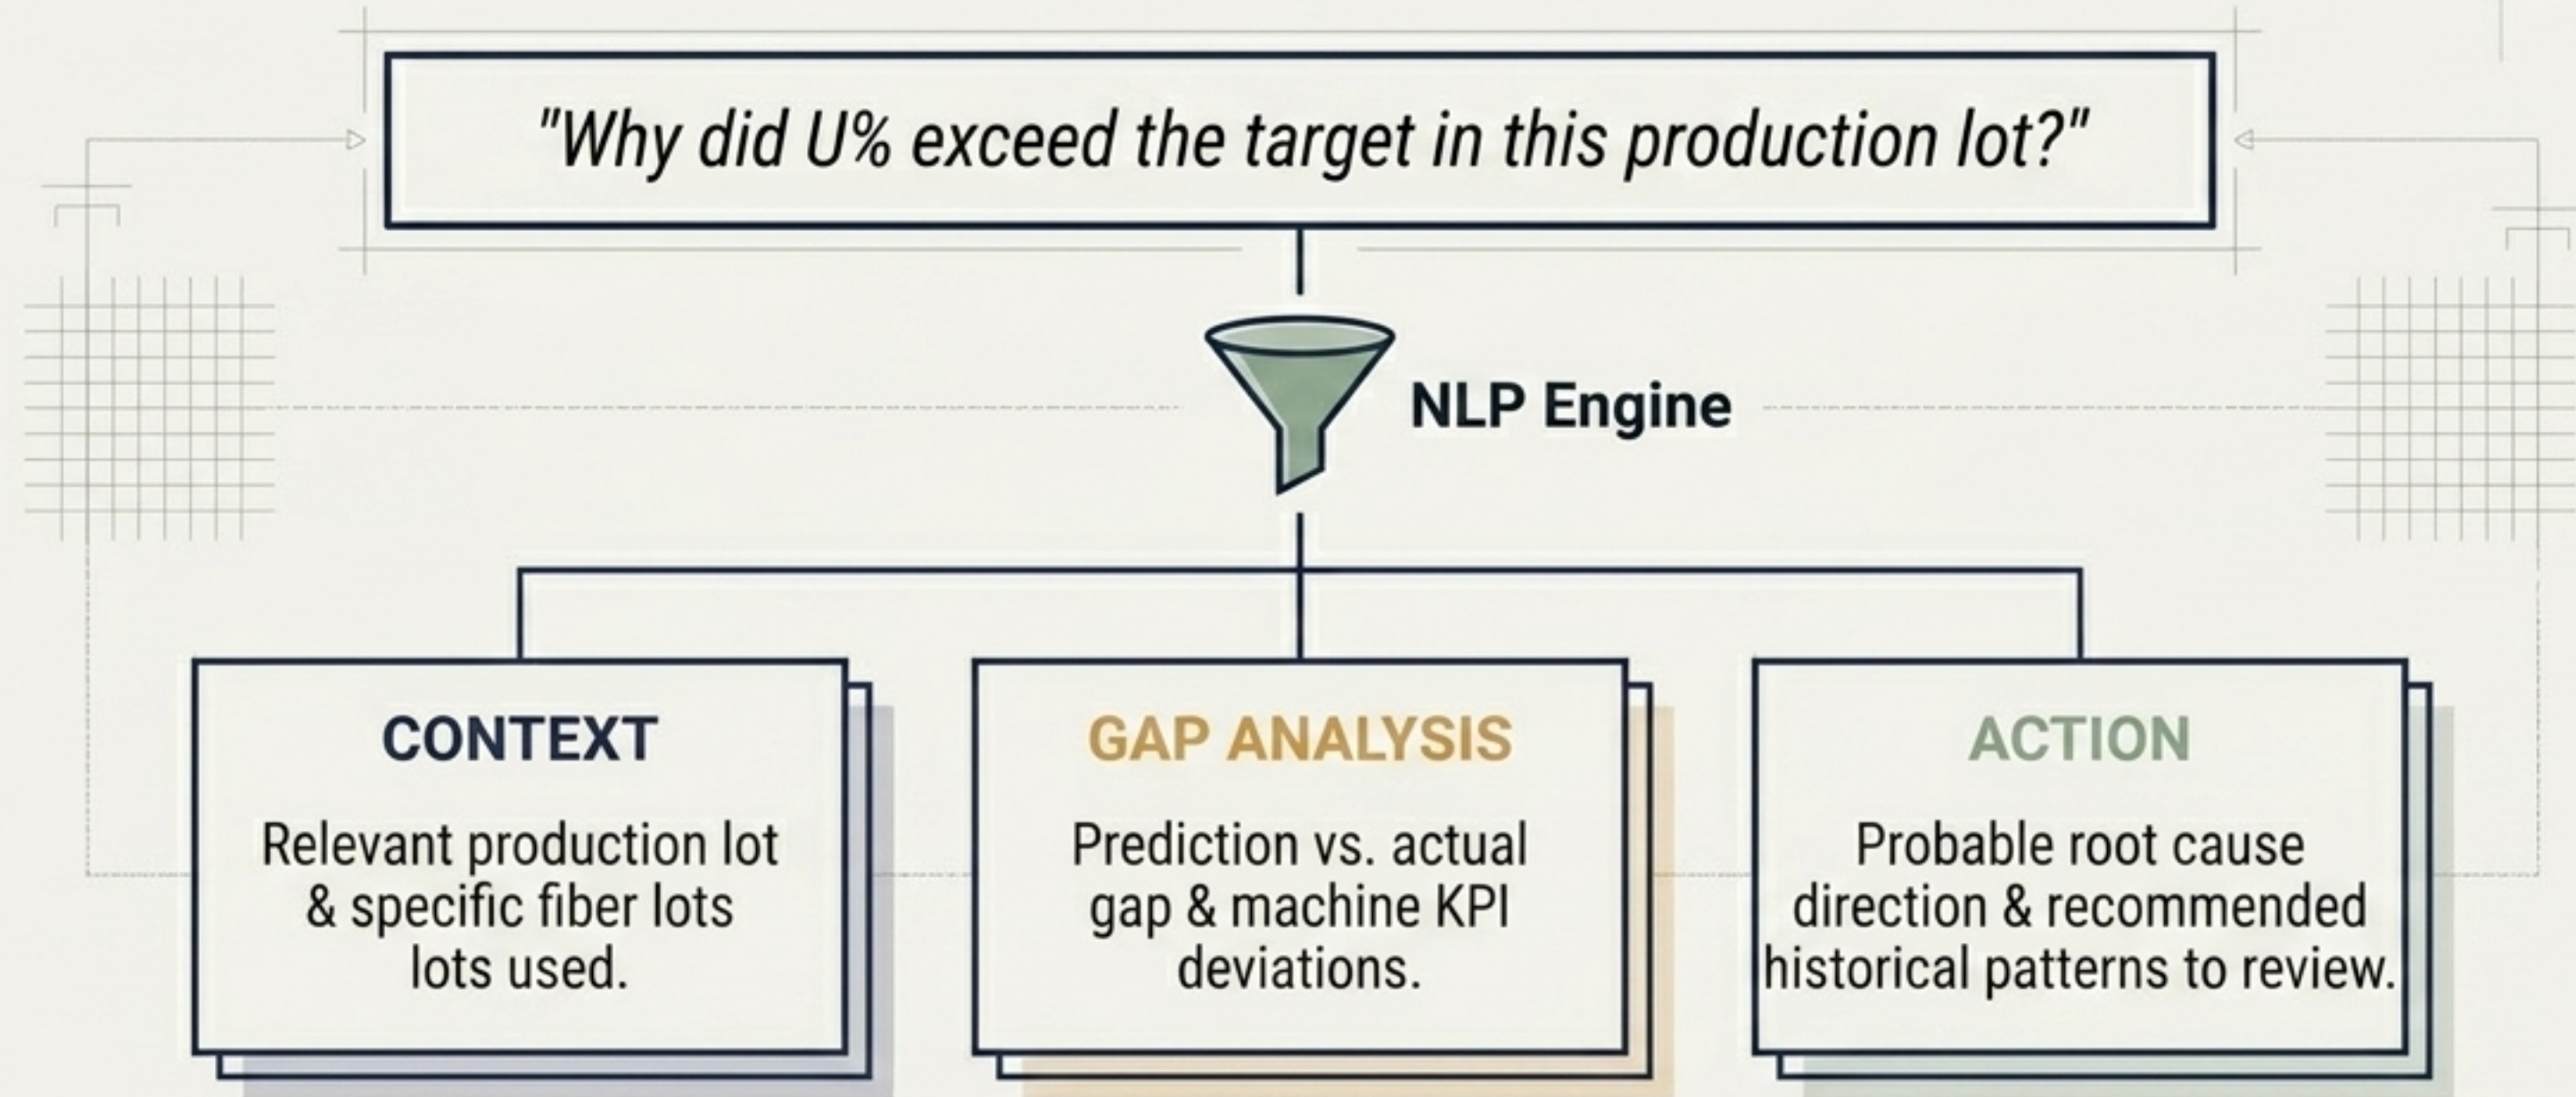 "Why did U% exceed the target in this production lot?"
NLP Engine
CONTEXT
Relevant production lot
& specific fiber lots
lots used.
GAP ANALYSIS
Prediction vs. actual
gap & machine KPI
deviations.
ACTION
Probable root cause
direction & recommended
historical patterns to review.